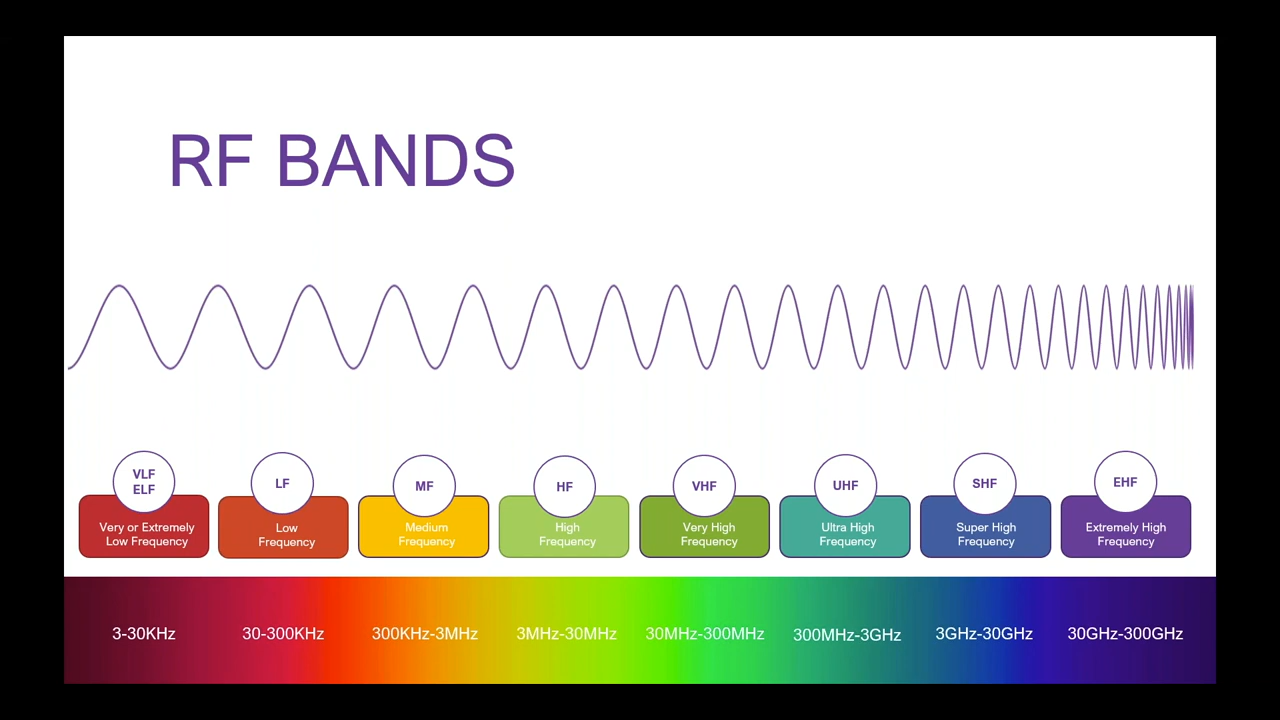 RF BANDS
VLF
ELF
LF
MF
HF
VHF
UHF
SHF
EHF
Very or Extremely
Low Frequency
Low
Frequency
Medium
Frequency
High
Frequency
Very High
Frequency
Ultra High
Frequency
Super High
Frequency
Extremely High
Frequency
3-30KHz
30-300KHz
300KHz-3MHz
3MHz-30MHz
30MHz-300MHz
300MHz-3GHz
3GHz-30GHz
30GHz-300GHz